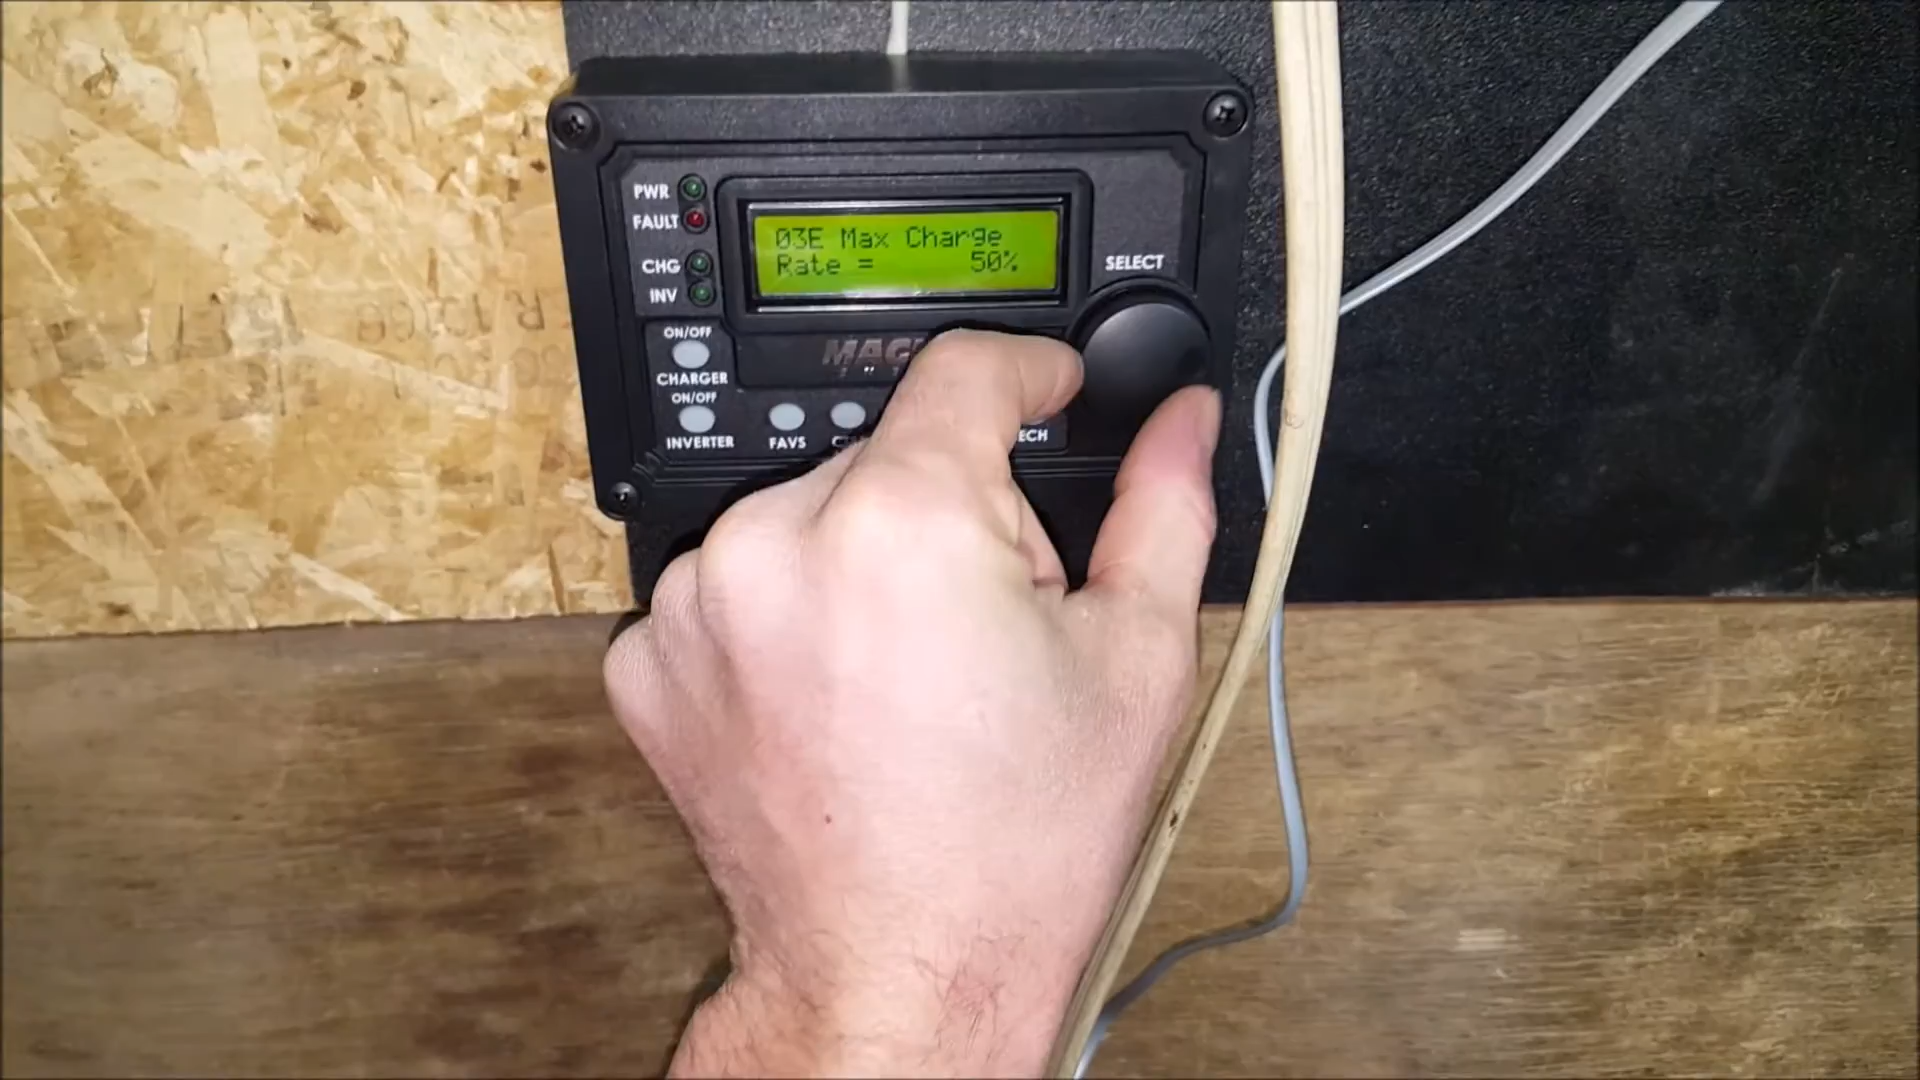 PWR
FAULT
CHG
INV
03E Max Charge
Rate = 50%
SELECT
ON/OFF
CHARGER
ON/OFF
INVERTER
FAVS